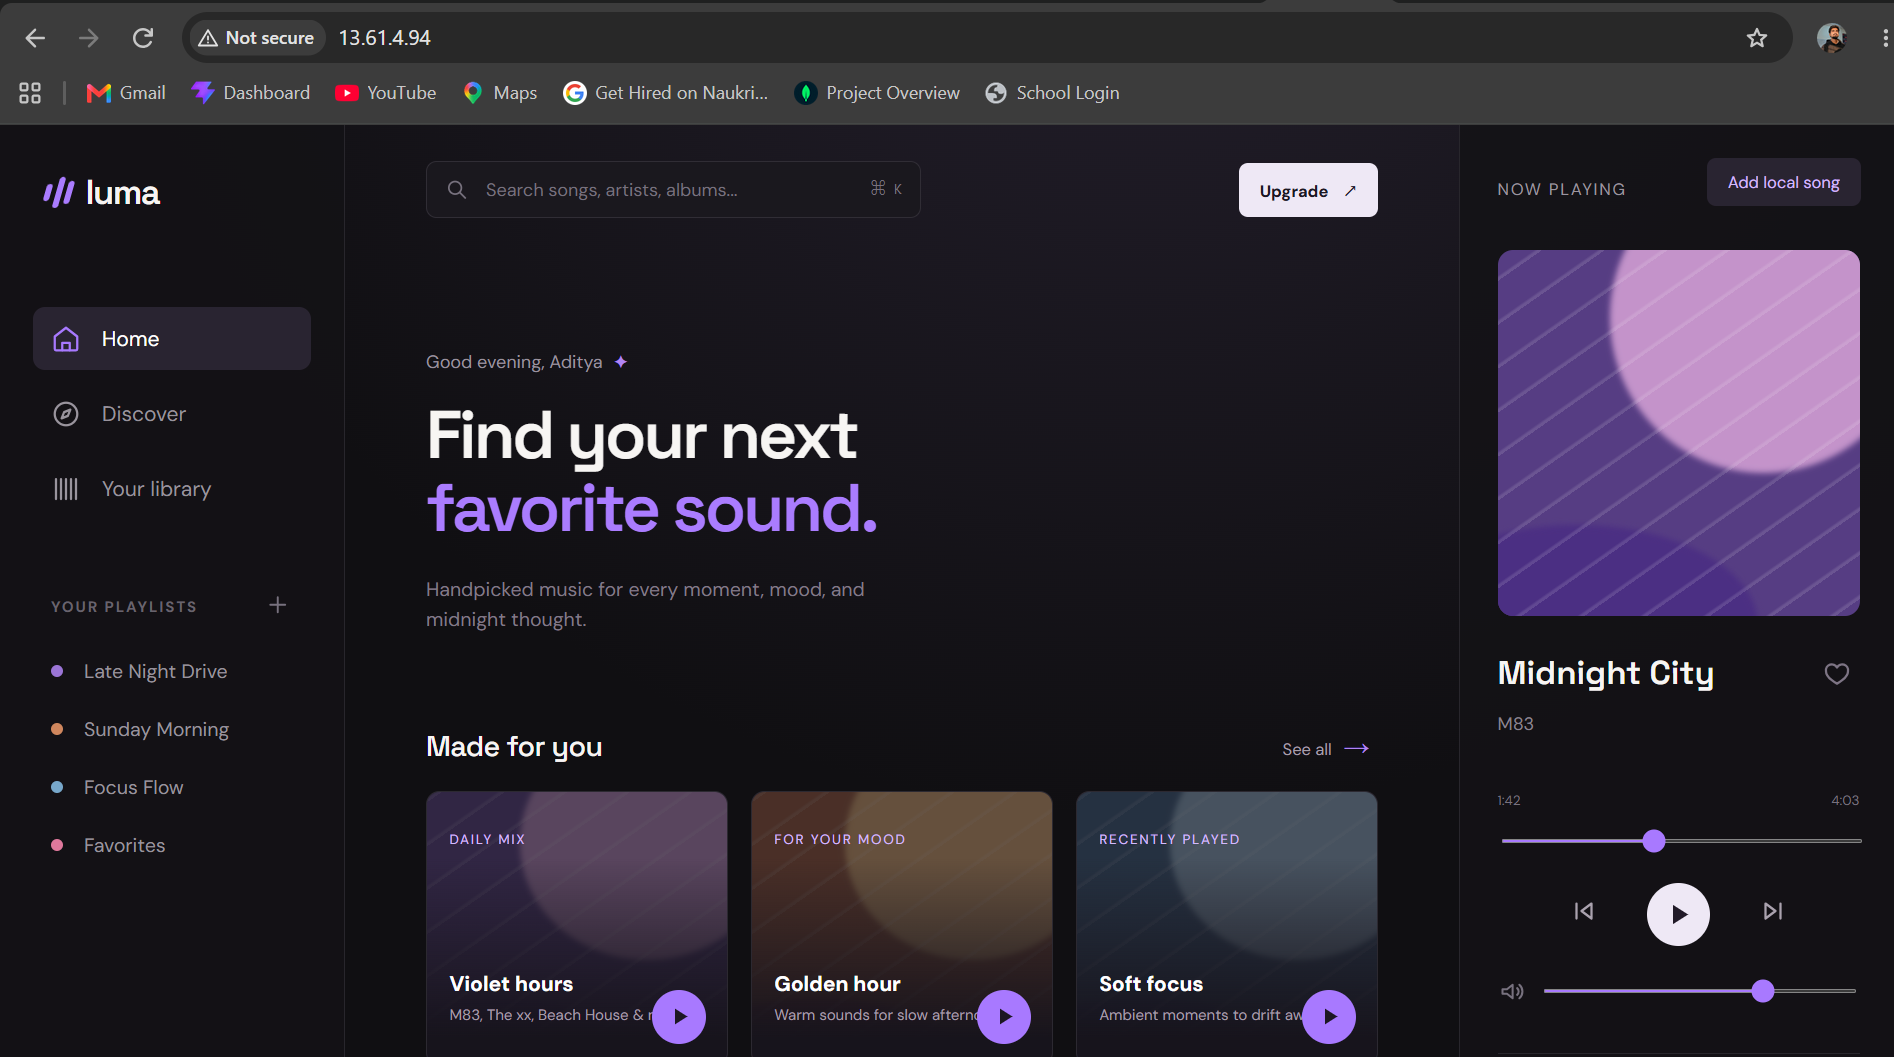 Not secure
13.61.4.94
Gmail
Dashboard
YouTube
Maps
Get Hired on Naukri...
Project Overview
School Login
luma
Home
Discover
Your library
YOUR PLAYLISTS
Late Night Drive
Sunday Morning
Focus Flow
Favorites
Search songs, artists, albums...
⌘ K
Upgrade ↗
Good evening, Aditya ✦
Find your next
favorite sound.
Handpicked music for every moment, mood, and
midnight thought.
Made for you
See all →
DAILY MIX
Violet hours
M83, The xx, Beach House &
FOR YOUR MOOD
Golden hour
Warm sounds for slow
RECENTLY PLAYED
Soft focus
Ambient moments to drift
NOW PLAYING
Add local song
Midnight City
M83
1:42
4:03